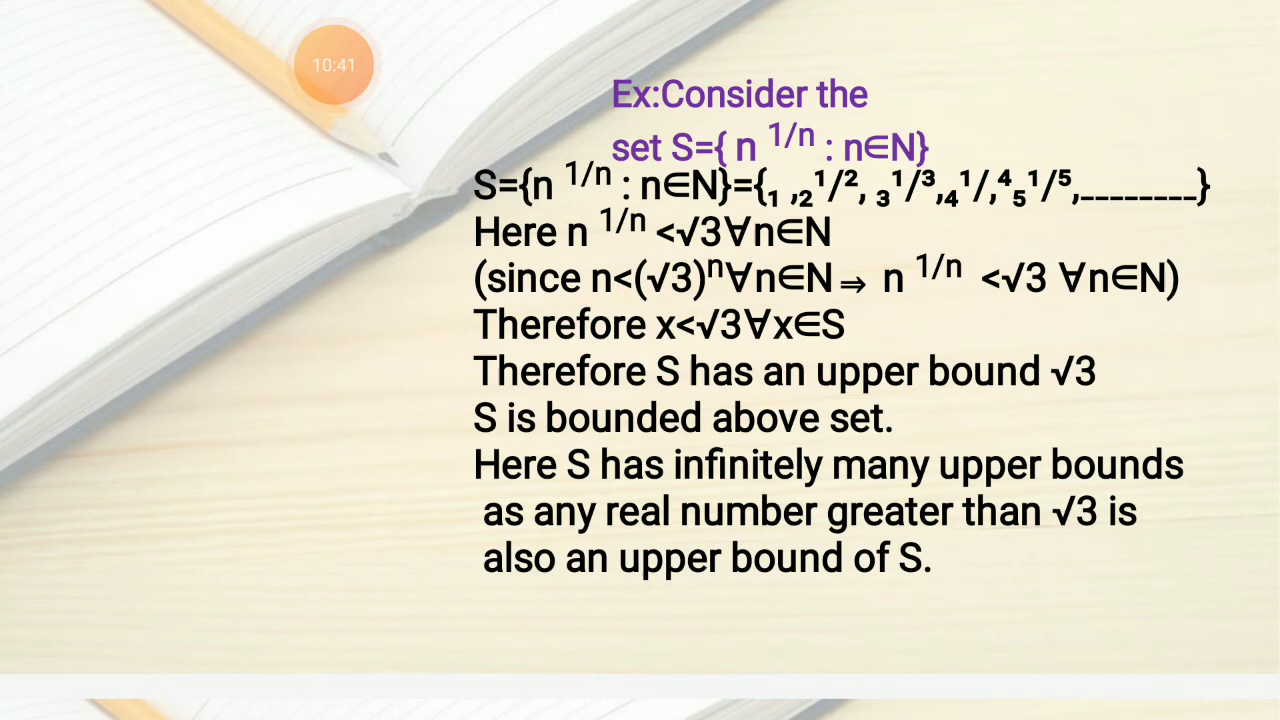 10:41
Ex:Consider the
set S={ n ¹/ⁿ : n∈N}
S={n ¹/ⁿ : n∈N}={₁ ,₂¹/², ₃¹/³,₄¹/,⁴₅¹/⁵,________}
Here n ¹/ⁿ <√3∀n∈N
(since n<(√3)ⁿ∀n∈N⇒ n ¹/ⁿ <√3 ∀n∈N)
Therefore x<√3∀x∈S
Therefore S has an upper bound √3
S is bounded above set.
Here S has infinitely many upper bounds
as any real number greater than √3 is
also an upper bound of S.